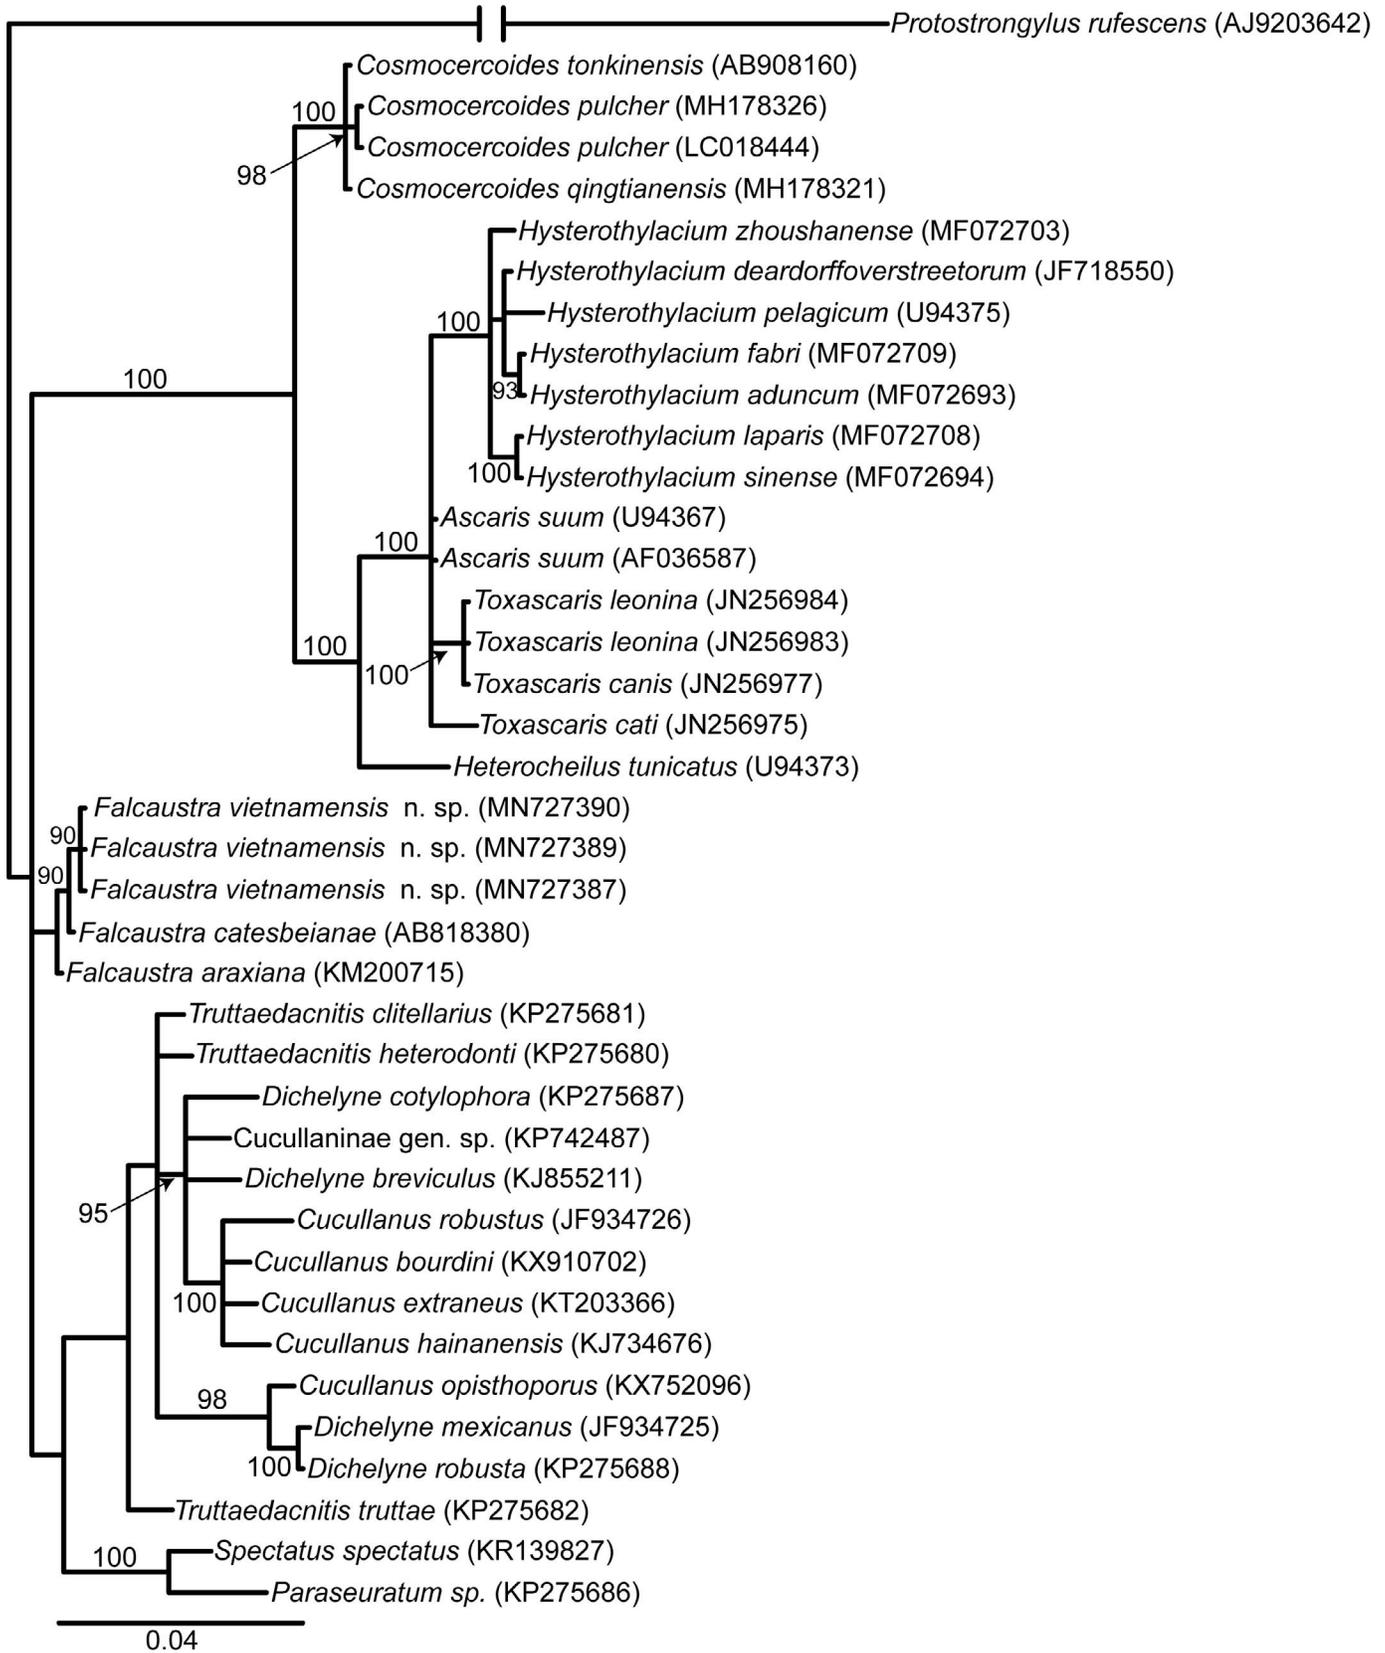 Protostrongylus rufescens (AJ9203642)
Cosmocercoides tonkinensis (AB908160)
100
Cosmocercoides pulcher (MH178326)
Cosmocercoides pulcher (LC018444)
98
Cosmocercoides qingtianensis (MH178321)
Hysterothylacium zhoushanense (MF072703)
Hysterothylacium deardorffoverstreetorum (JF718550)
Hysterothylacium pelagicum (U94375)
100
Hysterothylacium fabri (MF072709)
100
93
Hysterothylacium aduncum (MF072693)
Hysterothylacium laparis (MF072708)
100
Hysterothylacium sinense (MF072694)
Ascaris suum (U94367)
100
Ascaris suum (AF036587)
Toxascaris leonina (JN256984)
100
Toxascaris leonina (JN256983)
100
Toxascaris canis (JN256977)
Toxascaris cati (JN256975)
Heterocheilus tunicatus (U94373)
Falcaustra vietnamensis n. sp. (MN727390)
90
Falcaustra vietnamensis n. sp. (MN727389)
90
Falcaustra vietnamensis n. sp. (MN727387)
Falcaustra catesbeianae (AB818380)
Falcaustra araxiana (KM200715)
Truttaedacnitis clitellarius (KP275681)
Truttaedacnitis heterodonti (KP275680)
Dichelyne cotylophora (KP275687)
Cucullaninae gen. sp. (KP742487)
Dichelyne breviculus (KJ855211)
95
Cucullanus robustus (JF934726)
Cucullanus bourdini (KX910702)
100
Cucullanus extraneus (KT203366)
Cucullanus hainanensis (KJ734676)
Cucullanus opisthoporus (KX752096)
98
Dichelyne mexicanus (JF934725)
100
Dichelyne robusta (KP275688)
Truttaedacnitis truttae (KP275682)
Spectatus spectatus (KR139827)
100
Paraseuratum sp. (KP275686)
0.04